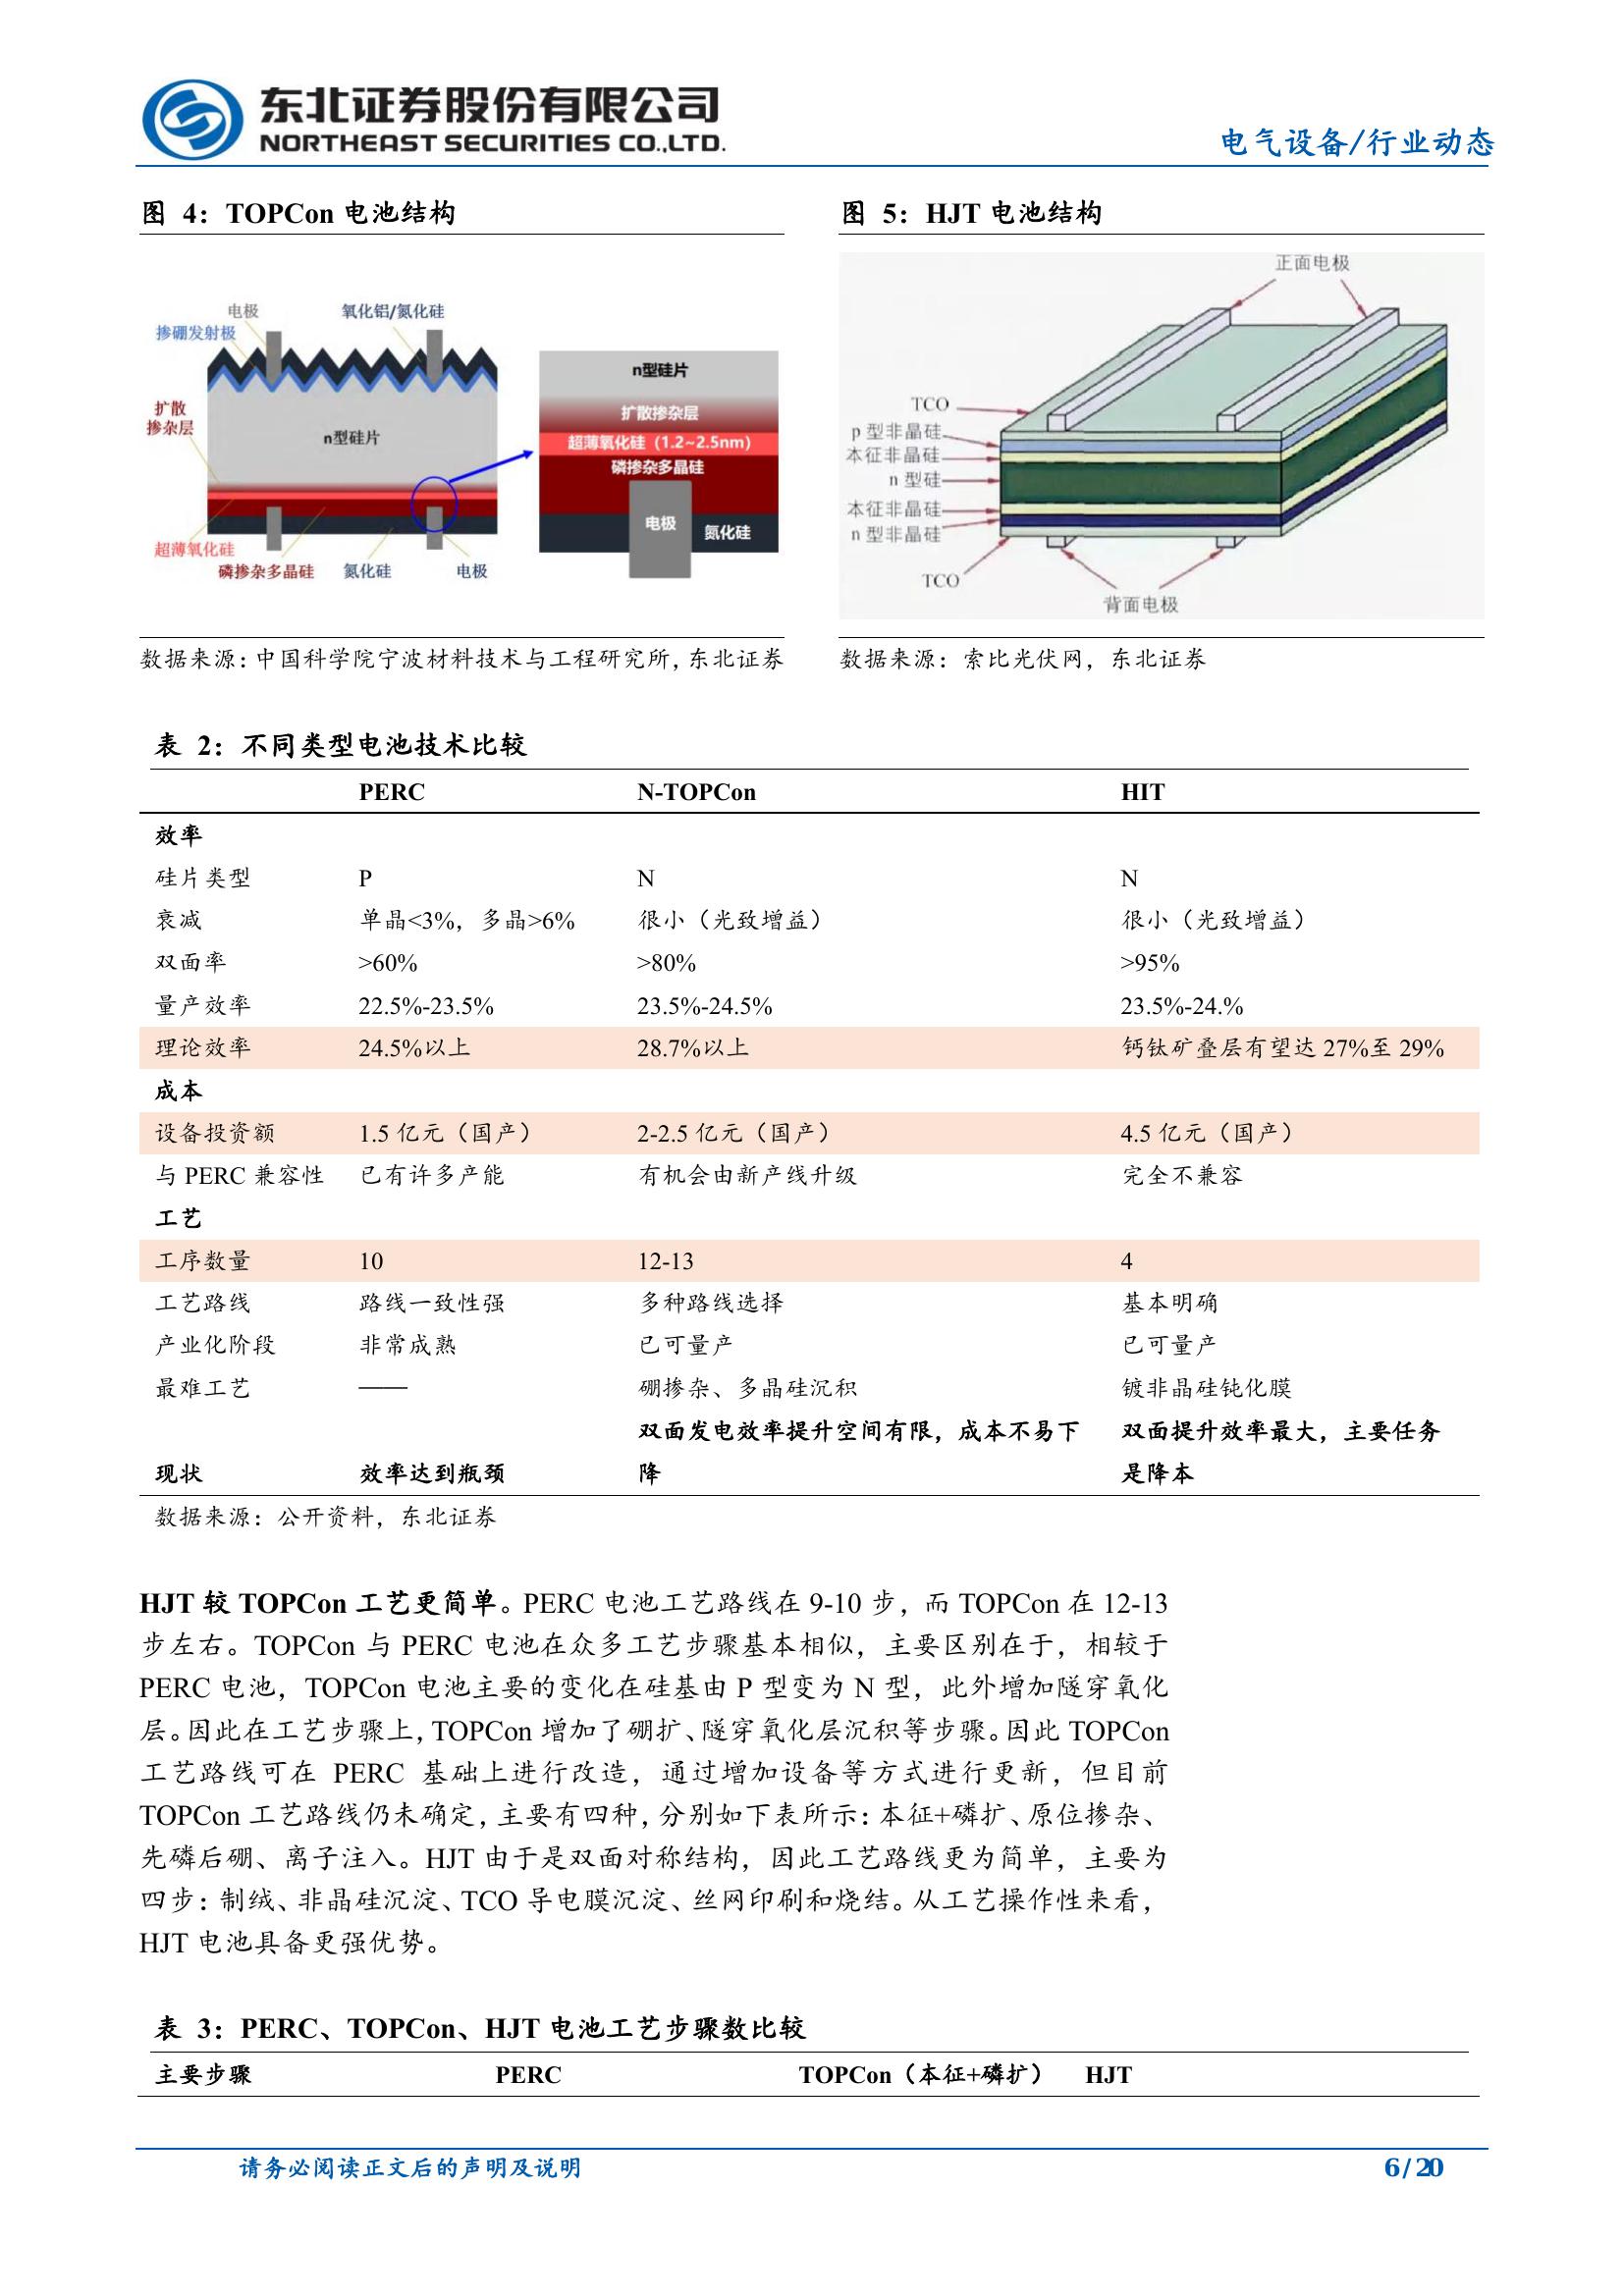 东北证券股份有限公司
NORTHEAST SECURITIES CO.,LTD.
电气设备/行业动态
图 4：TOPCon 电池结构
电极
氧化铝/氮化硅
掺硼发射极
扩散
掺杂层
n型硅片
超薄氧化硅
磷掺杂多晶硅
氮化硅
电极
n型硅片
扩散掺杂层
超薄氧化硅（1.2~2.5nm）
磷掺杂多晶硅
电极
氮化硅
数据来源：中国科学院宁波材料技术与工程研究所，东北证券
图 5：HJT 电池结构
正面电极
TCO
p 型非晶硅
本征非晶硅
n 型硅
本征非晶硅
n 型非晶硅
TCO
背面电极
数据来源：索比光伏网，东北证券
表 2：不同类型电池技术比较
PERC N-TOPCon HIT
效率
硅片类型 P N N
衰减 单晶<3%，多晶>6% 很小（光致增益） 很小（光致增益）
双面率 >60% >80% >95%
量产效率 22.5%-23.5% 23.5%-24.5% 23.5%-24.%
理论效率 24.5%以上 28.7%以上 钙钛矿叠层有望达 27%至 29%
成本
设备投资额 1.5 亿元（国产） 2-2.5 亿元（国产） 4.5 亿元（国产）
与 PERC 兼容性 已有许多产能 有机会由新产线升级 完全不兼容
工艺
工序数量 10 12-13 4
工艺路线 路线一致性强 多种路线选择 基本明确
产业化阶段 非常成熟 已可量产 已可量产
最难工艺 —— 硼掺杂、多晶硅沉积 镀非晶硅钝化膜
双面发电效率提升空间有限，成本不易下 双面提升效率最大，主要任务
现状 效率达到瓶颈 降 是降本
数据来源：公开资料，东北证券
HJT 较 TOPCon 工艺更简单。PERC 电池工艺路线在 9-10 步，而 TOPCon 在 12-13
步左右。TOPCon 与 PERC 电池在众多工艺步骤基本相似，主要区别在于，相较于
PERC 电池，TOPCon 电池主要的变化在硅基由 P 型变为 N 型，此外增加隧穿氧化
层。因此在工艺步骤上，TOPCon 增加了硼扩、隧穿氧化层沉积等步骤。因此 TOPCon
工艺路线可在 PERC 基础上进行改造，通过增加设备等方式进行更新，但目前
TOPCon 工艺路线仍未确定，主要有四种，分别如下表所示：本征+磷扩、原位掺杂、
先磷后硼、离子注入。HJT 由于是双面对称结构，因此工艺路线更为简单，主要为
四步：制绒、非晶硅沉淀、TCO 导电膜沉淀、丝网印刷和烧结。从工艺操作性来看，
HJT 电池具备更强优势。
表 3：PERC、TOPCon、HJT 电池工艺步骤数比较
主要步骤 PERC TOPCon（本征+磷扩） HJT
请务必阅读正文后的声明及说明
6 / 20